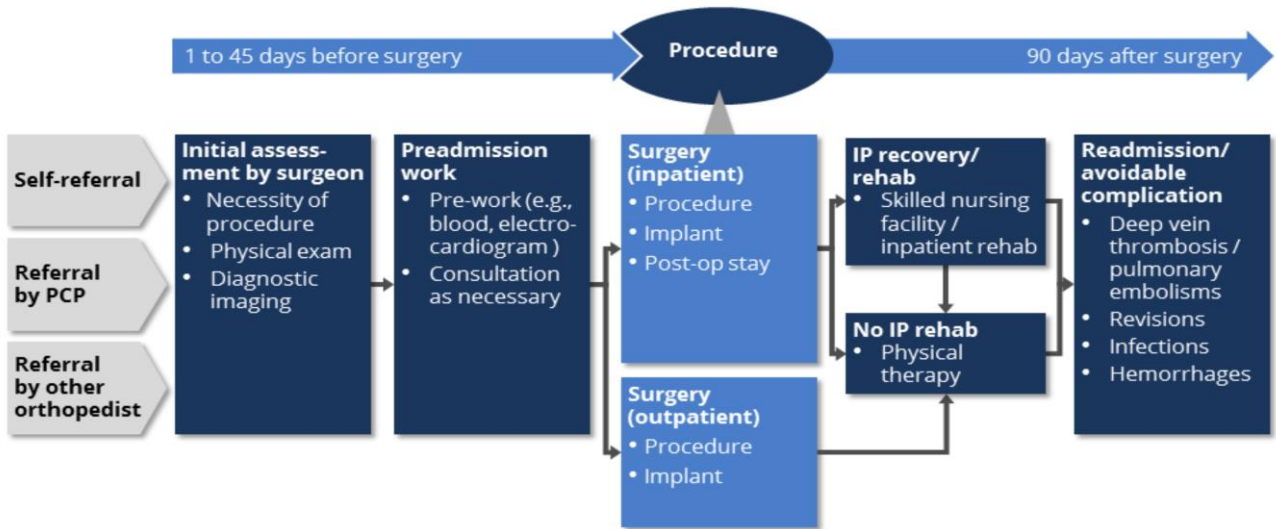 1 to 45 days before surgery
Procedure
90 days after surgery
Self-referral
Referral
by PCP
Referral
by other
orthopedist
Initial assess-
ment by surgeon
• Necessity of
procedure
• Physical exam
• Diagnostic
imaging
Preadmission
work
• Pre-work (e.g.,
blood, electro-
cardiogram )
• Consultation
as necessary
Surgery
(inpatient)
• Procedure
• Implant
• Post-op stay
Surgery
(outpatient)
• Procedure
• Implant
IP recovery/
rehab
• Skilled nursing
facility /
inpatient rehab
No IP rehab
• Physical
therapy
Readmission/
avoidable
complication
• Deep vein
thrombosis /
pulmonary
embolisms
• Revisions
• Infections
• Hemorrhages